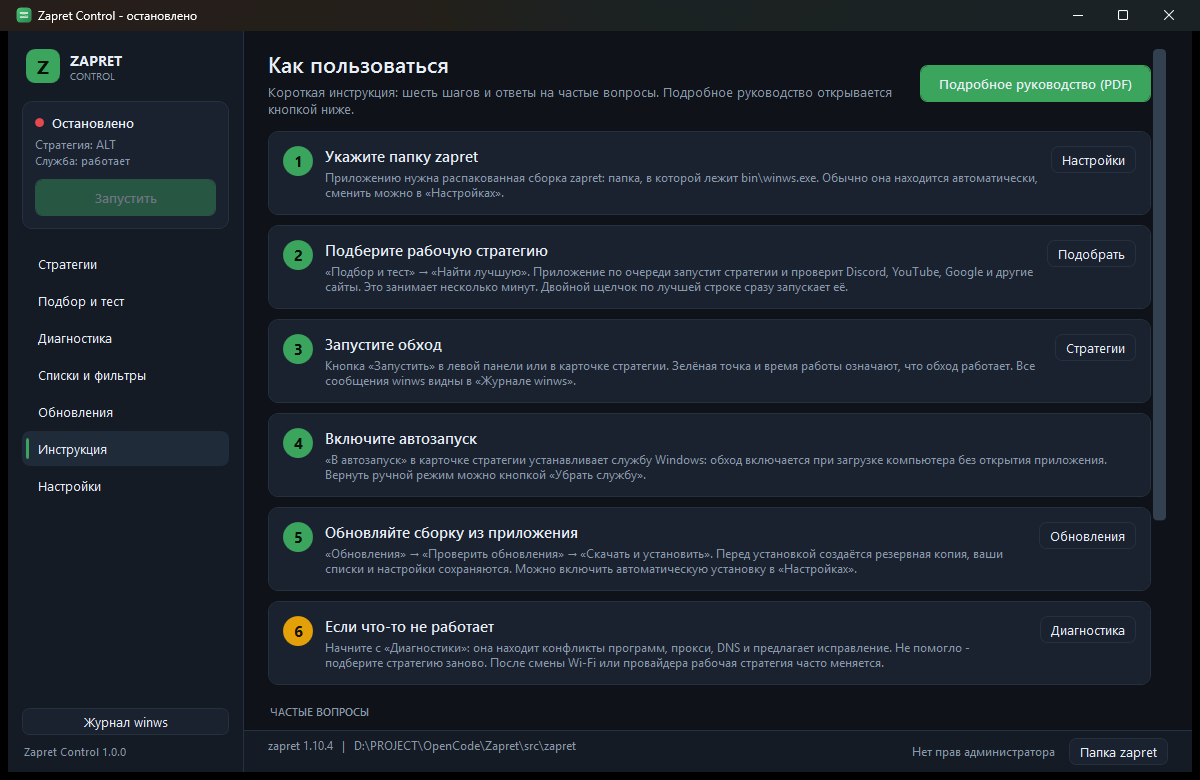 Zapret Control - остановлено
Z
ZAPRET
CONTROL
Остановлено
Стратегия: ALT
Служба: работает
Запустить
Стратегии
Подбор и тест
Диагностика
Списки и фильтры
Обновления
Инструкция
Настройки
Журнал winws
Zapret Control 1.0.0
Как пользоваться
Короткая инструкция: шесть шагов и ответы на частые вопросы. Подробное руководство открывается
кнопкой ниже.
Подробное руководство (PDF)
1
Укажите папку zapret
Приложению нужна распакованная сборка zapret: папка, в которой лежит bin\winws.exe. Обычно она находится автоматически,
сменить можно в «Настройках».
Настройки
2
Подберите рабочую стратегию
«Подбор и тест» → «Найти лучшую». Приложение по очереди запустит стратегии и проверит Discord, YouTube, Google и другие
сайты. Это занимает несколько минут. Двойной щелчок по лучшей строке сразу запускает её.
Подобрать
3
Запустите обход
Кнопка «Запустить» в левой панели или в карточке стратегии. Зелёная точка и время работы означают, что обход работает. Все
сообщения winws видны в «Журнале winws».
Стратегии
4
Включите автозапуск
«В автозапуск» в карточке стратегии устанавливает службу Windows: обход включается при загрузке компьютера без открытия приложения.
Вернуть ручной режим можно кнопкой «Убрать службу».
5
Обновляйте сборку из приложения
«Обновления» → «Проверить обновления» → «Скачать и установить». Перед установкой создаётся резервная копия, ваши
списки и настройки сохраняются. Можно включить автоматическую установку в «Настройках».
Обновления
6
Если что-то не работает
Начните с «Диагностики»: она находит конфликты программ, прокси, DNS и предлагает исправление. Не помогло -
подберите стратегию заново. После смены Wi-Fi или провайдера рабочая стратегия часто меняется.
Диагностика
ЧАСТЫЕ ВОПРОСЫ
zapret 1.10.4 | D:\PROJECT\OpenCode\Zapret\src\zapret
Нет прав администратора
Папка zapret